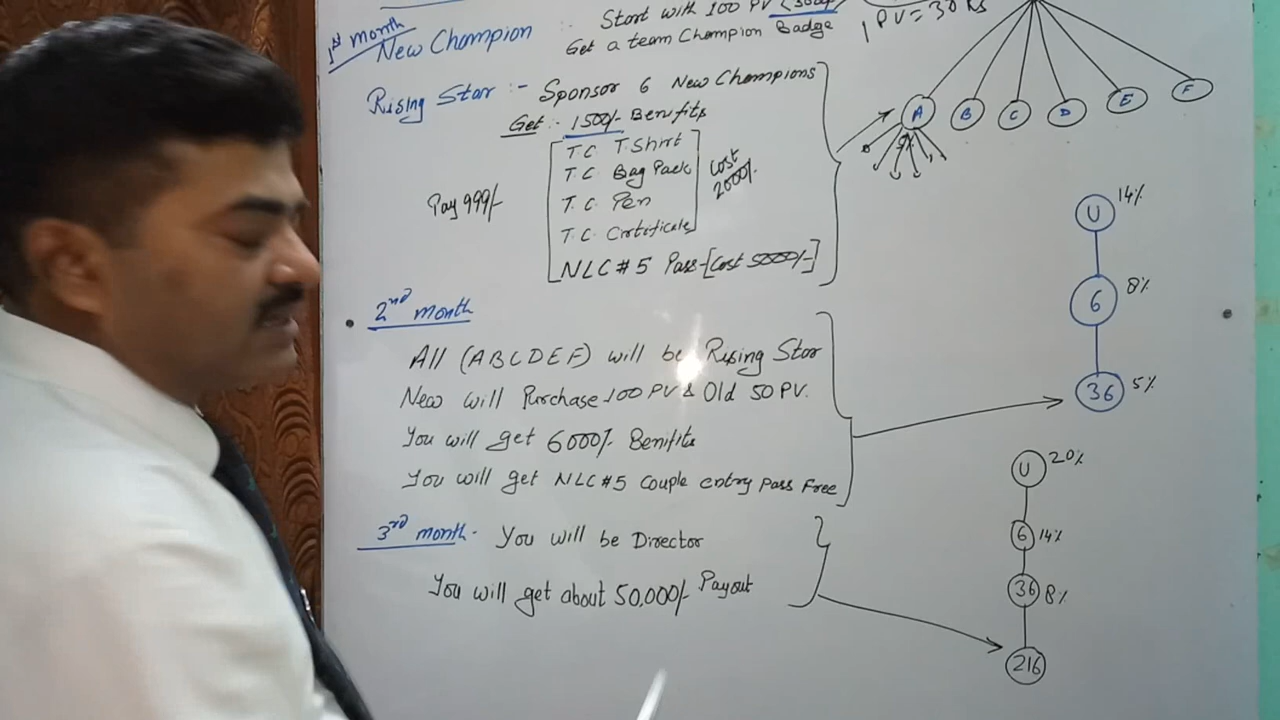 1st month
New Champion
Start with 100 PV
Get a team Champion Badge
1 PV = 30 Rs
Rising Star :- Sponsor 6 New Champions
Get :- 1500/- Benifits
T.C. T Shirt
T.C. Bag Pack
T.C. Pen
T.C. Certificate
NLC #5 Pass-[Cost 5000/-]
Cost 2000/-
Pay 999/-
A B C D E F
2nd month
All (ABCDEF) will be Rising Star
New will Purchase 100 PV & Old 50 PV.
You will get 6000/- Benifits
You will get NLC #5 Couple entry Pass Free
U 14%
6 8%
36 5%
3rd month. You will be Director
You will get about 50,000/- Payout
U 20%
6 14%
36 8%
216